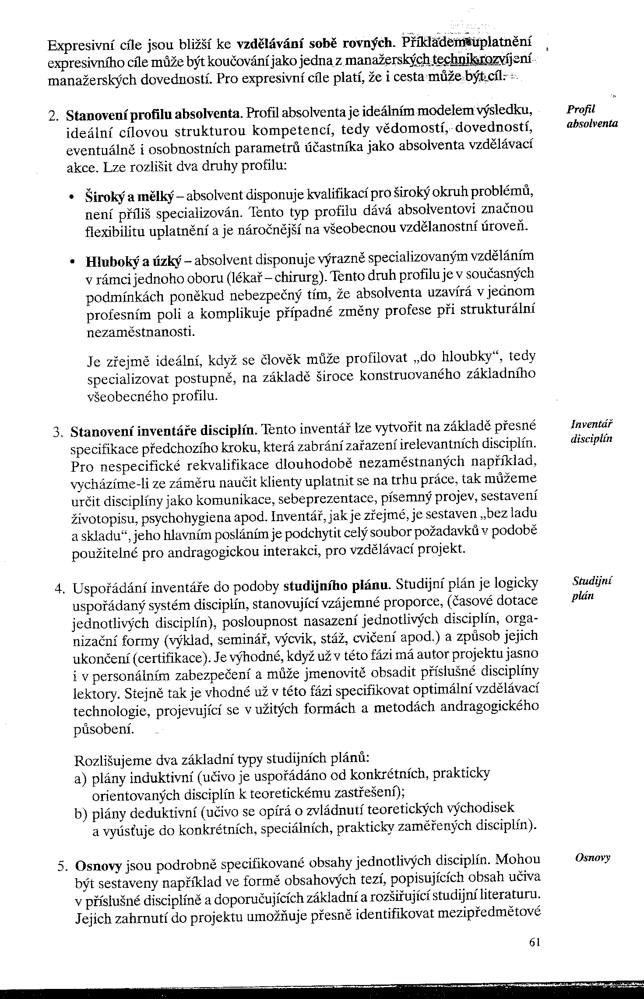 Expresivní cíle jsou bližší ke vzdělávání sobě rovných. Příkladem uplatnění
expresivního cíle může být koučování jako jedna z manažerských technik rozvíjení
manažerských dovedností. Pro expresivní cíle platí, že i cesta může být cíl.
2. Stanovení profilu absolventa. Profil absolventa je ideálním modelem výsledku,
ideální cílovou strukturou kompetencí, tedy vědomostí, dovedností,
eventuálně i osobnostních parametrů účastníka jako absolventa vzdělávací
akce. Lze rozlišit dva druhy profilu:
Profil
absolventa
• Široký a mělký – absolvent disponuje kvalifikací pro široký okruh problémů,
není příliš specializován. Tento typ profilu dává absolventovi značnou
flexibilitu uplatnění a je náročnější na všeobecnou vzdělanostní úroveň.
• Hluboký a úzký – absolvent disponuje výrazně specializovaným vzděláním
v rámci jednoho oboru (lékař – chirurg). Tento druh profilu je v současných
podmínkách poněkud nebezpečný tím, že absolventa uzavírá v jednom
profesním poli a komplikuje případné změny profese při strukturální
nezaměstnanosti.
Je zřejmě ideální, když se člověk může profilovat „do hloubky“, tedy
specializovat postupně, na základě široce konstruovaného základního
všeobecného profilu.
3. Stanovení inventáře disciplín. Tento inventář lze vytvořit na základě přesné
specifikace předchozího kroku, která zabrání zařazení irelevantních disciplín.
Pro nespecifické rekvalifikace dlouhodobě nezaměstnaných například,
vycházíme-li ze záměru naučit klienty uplatnit se na trhu práce, tak můžeme
určit disciplíny jako komunikace, sebeprezentace, písemný projev, sestavení
životopisu, psychohygiena apod. Inventář, jak je zřejmé, je sestaven „bez ladu
a skladu“, jeho hlavním posláním je podchytit celý soubor požadavků v podobě
použitelné pro andragogickou interakci, pro vzdělávací projekt.
Inventář
disciplín
4. Uspořádání inventáře do podoby studijního plánu. Studijní plán je logicky
uspořádaný systém disciplín, stanovující vzájemné proporce, (časové dotace
jednotlivých disciplín), posloupnost nasazení jednotlivých disciplín, orga-
nizační formy (výklad, seminář, výcvik, stáž, cvičení apod.) a způsob jejich
ukončení (certifikace). Je výhodné, když už v této fázi má autor projektu jasno
i v personálním zabezpečení a může jmenovitě obsadit příslušné disciplíny
lektory. Stejně tak je vhodné už v této fázi specifikovat optimální vzdělávací
technologie, projevující se v užitých formách a metodách andragogického
působení.
Studijní
plán
Rozlišujeme dva základní typy studijních plánů:
a) plány induktivní (učivo je uspořádáno od konkrétních, prakticky
orientovaných disciplín k teoretickému zastřešení);
b) plány deduktivní (učivo se opírá o zvládnutí teoretických východisek
a vyúsťuje do konkrétních, speciálních, prakticky zaměřených disciplín).
5. Osnovy jsou podrobně specifikované obsahy jednotlivých disciplín. Mohou
být sestaveny například ve formě obsahových tezí, popisujících obsah učiva
v příslušné disciplíně a doporučujících základní a rozšiřující studijní literaturu.
Jejich zahrnutí do projektu umožňuje přesně identifikovat mezipředmětové
Osnovy
61